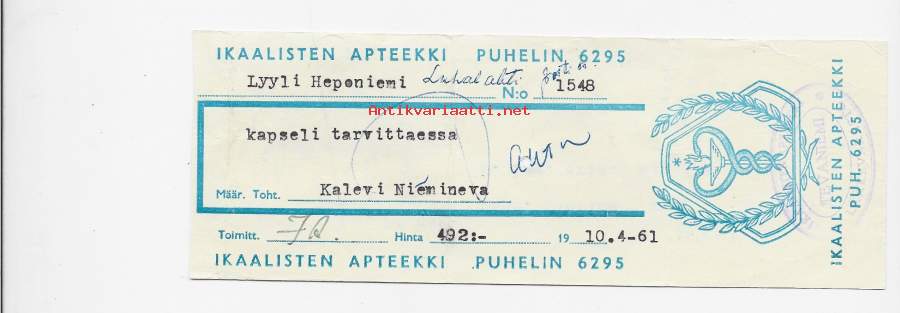 IKAALISTEN APTEEKKI PUHELIN 6295
Lyyli Heponiemi N:o 1548
Antikvariaatti.net
kapseli tarvittaessa
Määr. Toht. Kalevi Niemineva
Toimitt. Hinta 492:- 19 10.4-61
IKAALISTEN APTEEKKI PUHELIN 6295
IKAALISTEN APTEEKKI
PUH. 6295